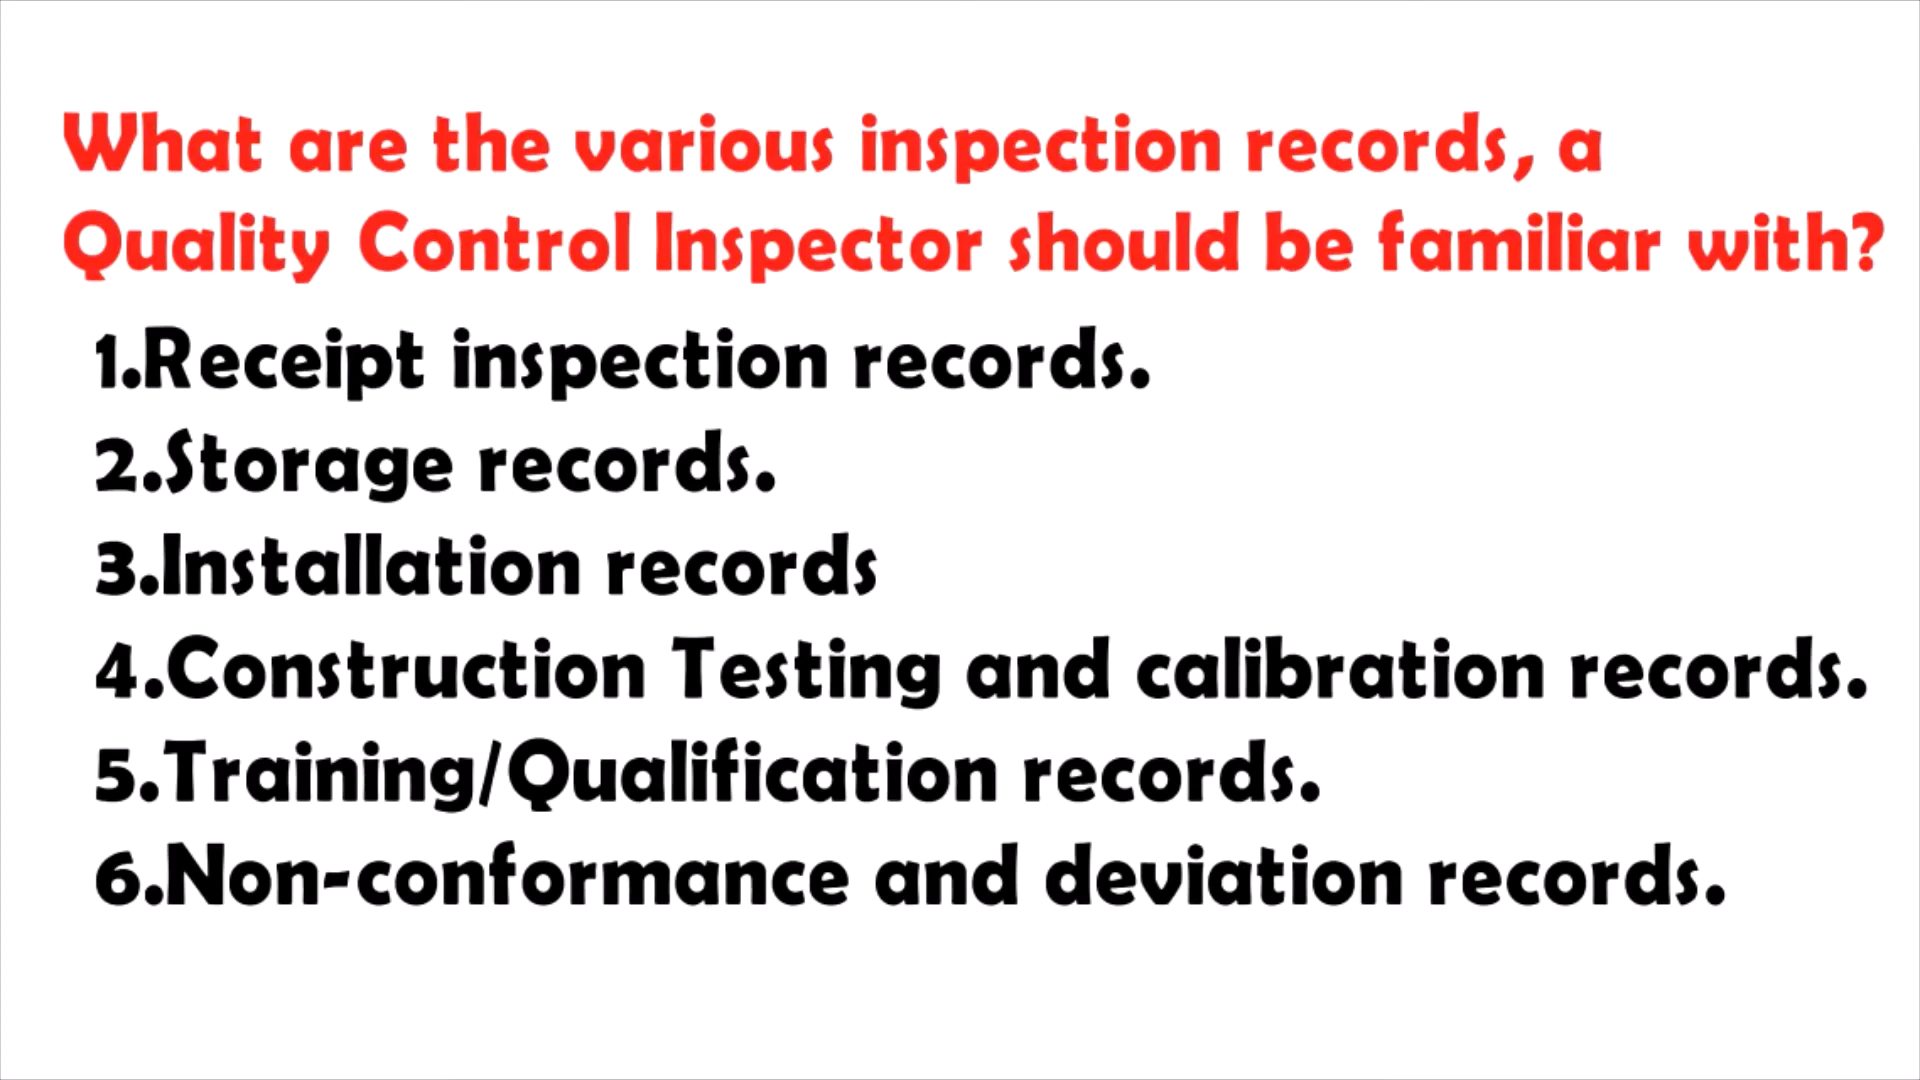 What are the various inspection records, a
Quality Control Inspector should be familiar with?
1.Receipt inspection records.
2.Storage records.
3.Installation records
4.Construction Testing and calibration records.
5.Training/Qualification records.
6.Non-conformance and deviation records.